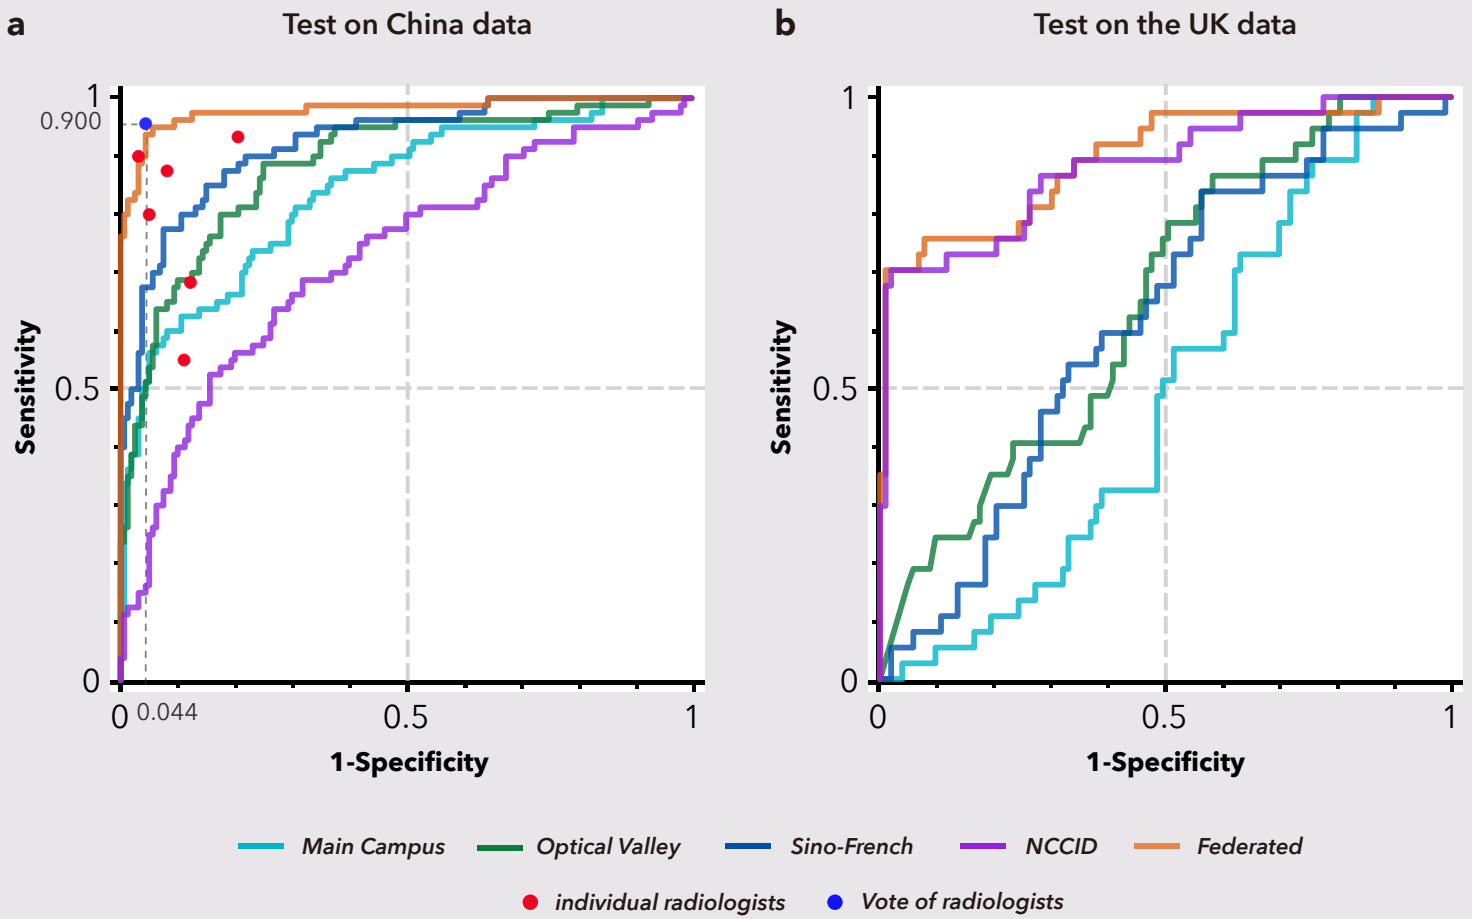 a
Test on China data
b
Test on the UK data
1
0.900
0.5
0
Sensitivity
0
0.044
0.5
1
1-Specificity
1
0.5
0
Sensitivity
0
0.5
1
1-Specificity
Main Campus
Optical Valley
Sino-French
NCCID
Federated
individual radiologists
Vote of radiologists